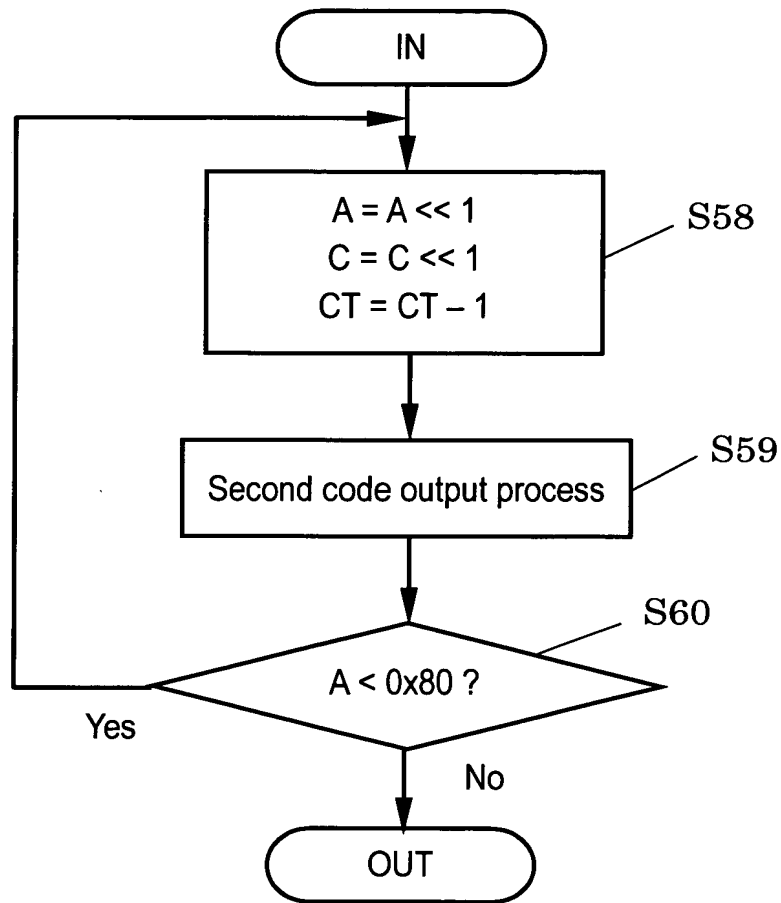 IN
A = A << 1
C = C << 1
CT = CT – 1
S58
Second code output process
S59
A < 0x80 ?
S60
Yes
No
OUT